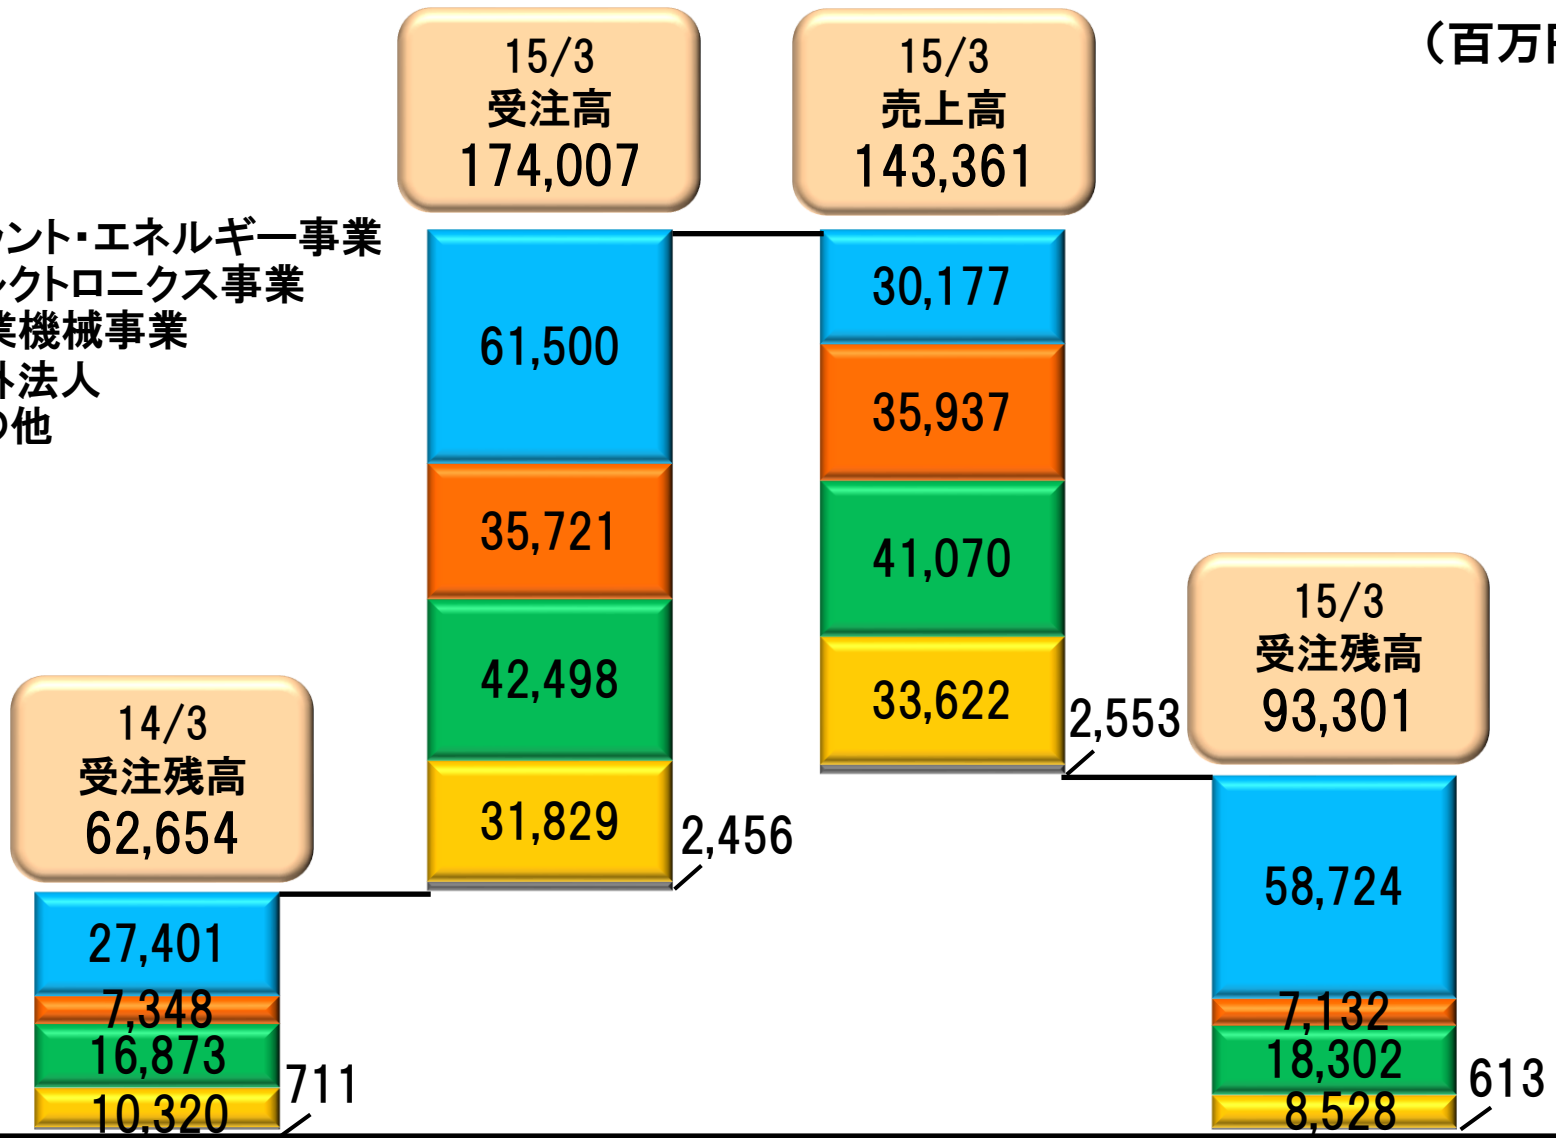 （百万円
15/3
受注高
174,007
15/3
売上高
143,361
ント・エネルギー事業
クトロニクス事業
業機械事業
外法人
の他
61,500
35,721
42,498
31,829
2,456
30,177
35,937
41,070
33,622
2,553
14/3
受注残高
62,654
27,401
7,348
16,873
10,320
711
15/3
受注残高
93,301
58,724
7,132
18,302
8,528
613